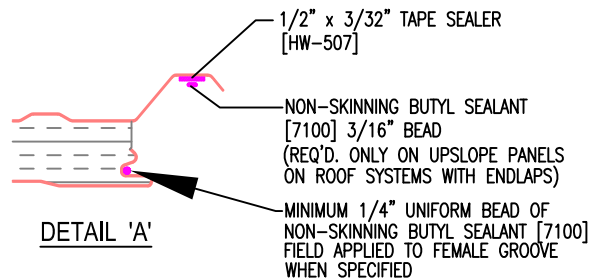 1/2" x 3/32" TAPE SEALER
[HW-507]
NON-SKINNING BUTYL SEALANT
[7100] 3/16" BEAD
(REQ'D. ONLY ON UPSLOPE PANELS
ON ROOF SYSTEMS WITH ENDLAPS)
MINIMUM 1/4" UNIFORM BEAD OF
NON-SKINNING BUTYL SEALANT [7100]
FIELD APPLIED TO FEMALE GROOVE
WHEN SPECIFIED
DETAIL 'A'